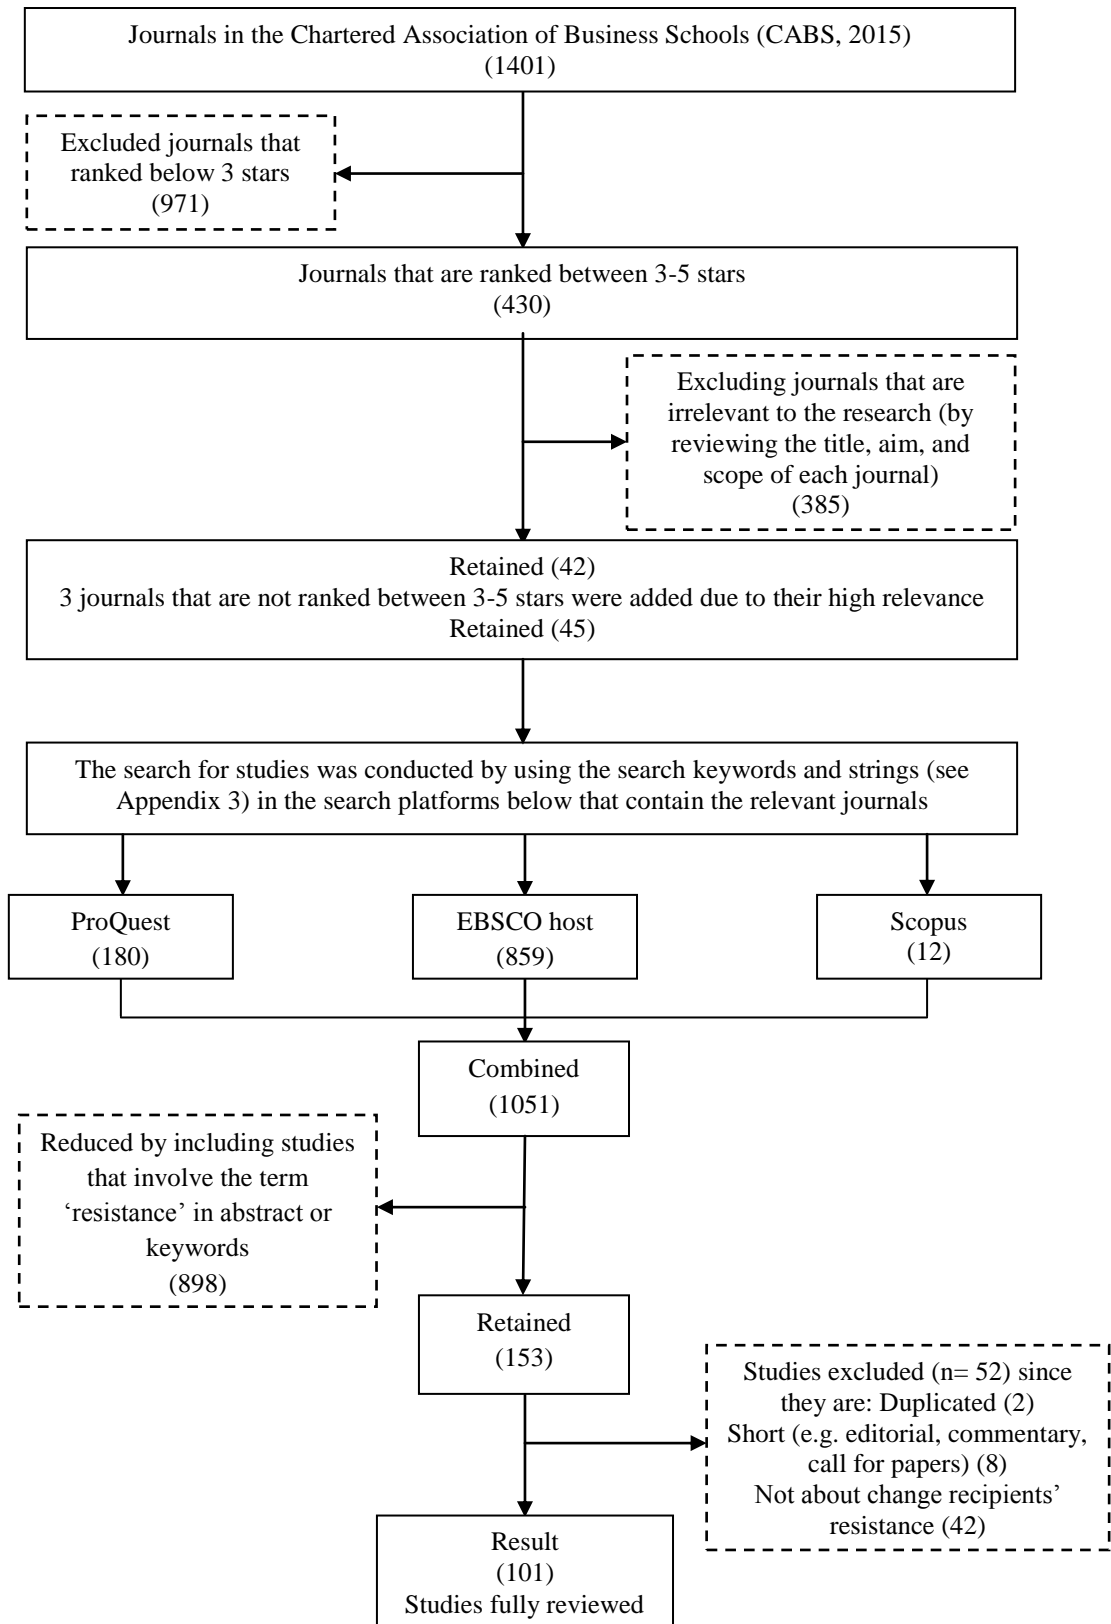 Journals in the Chartered Association of Business Schools (CABS, 2015)
(1401)
Excluded journals that
ranked below 3 stars
(971)
Journals that are ranked between 3-5 stars
(430)
Excluding journals that are
irrelevant to the research (by
reviewing the title, aim, and
scope of each journal)
(385)
Retained (42)
3 journals that are not ranked between 3-5 stars were added due to their high relevance
Retained (45)
The search for studies was conducted by using the search keywords and strings (see
Appendix 3) in the search platforms below that contain the relevant journals
ProQuest
(180)
EBSCO host
(859)
Scopus
(12)
Combined
(1051)
Reduced by including studies
that involve the term
‘resistance’ in abstract or
keywords
(898)
Retained
(153)
Studies excluded (n= 52) since
they are: Duplicated (2)
Short (e.g. editorial, commentary,
call for papers) (8)
Not about change recipients’
resistance (42)
Result
(101)
Studies fully reviewed